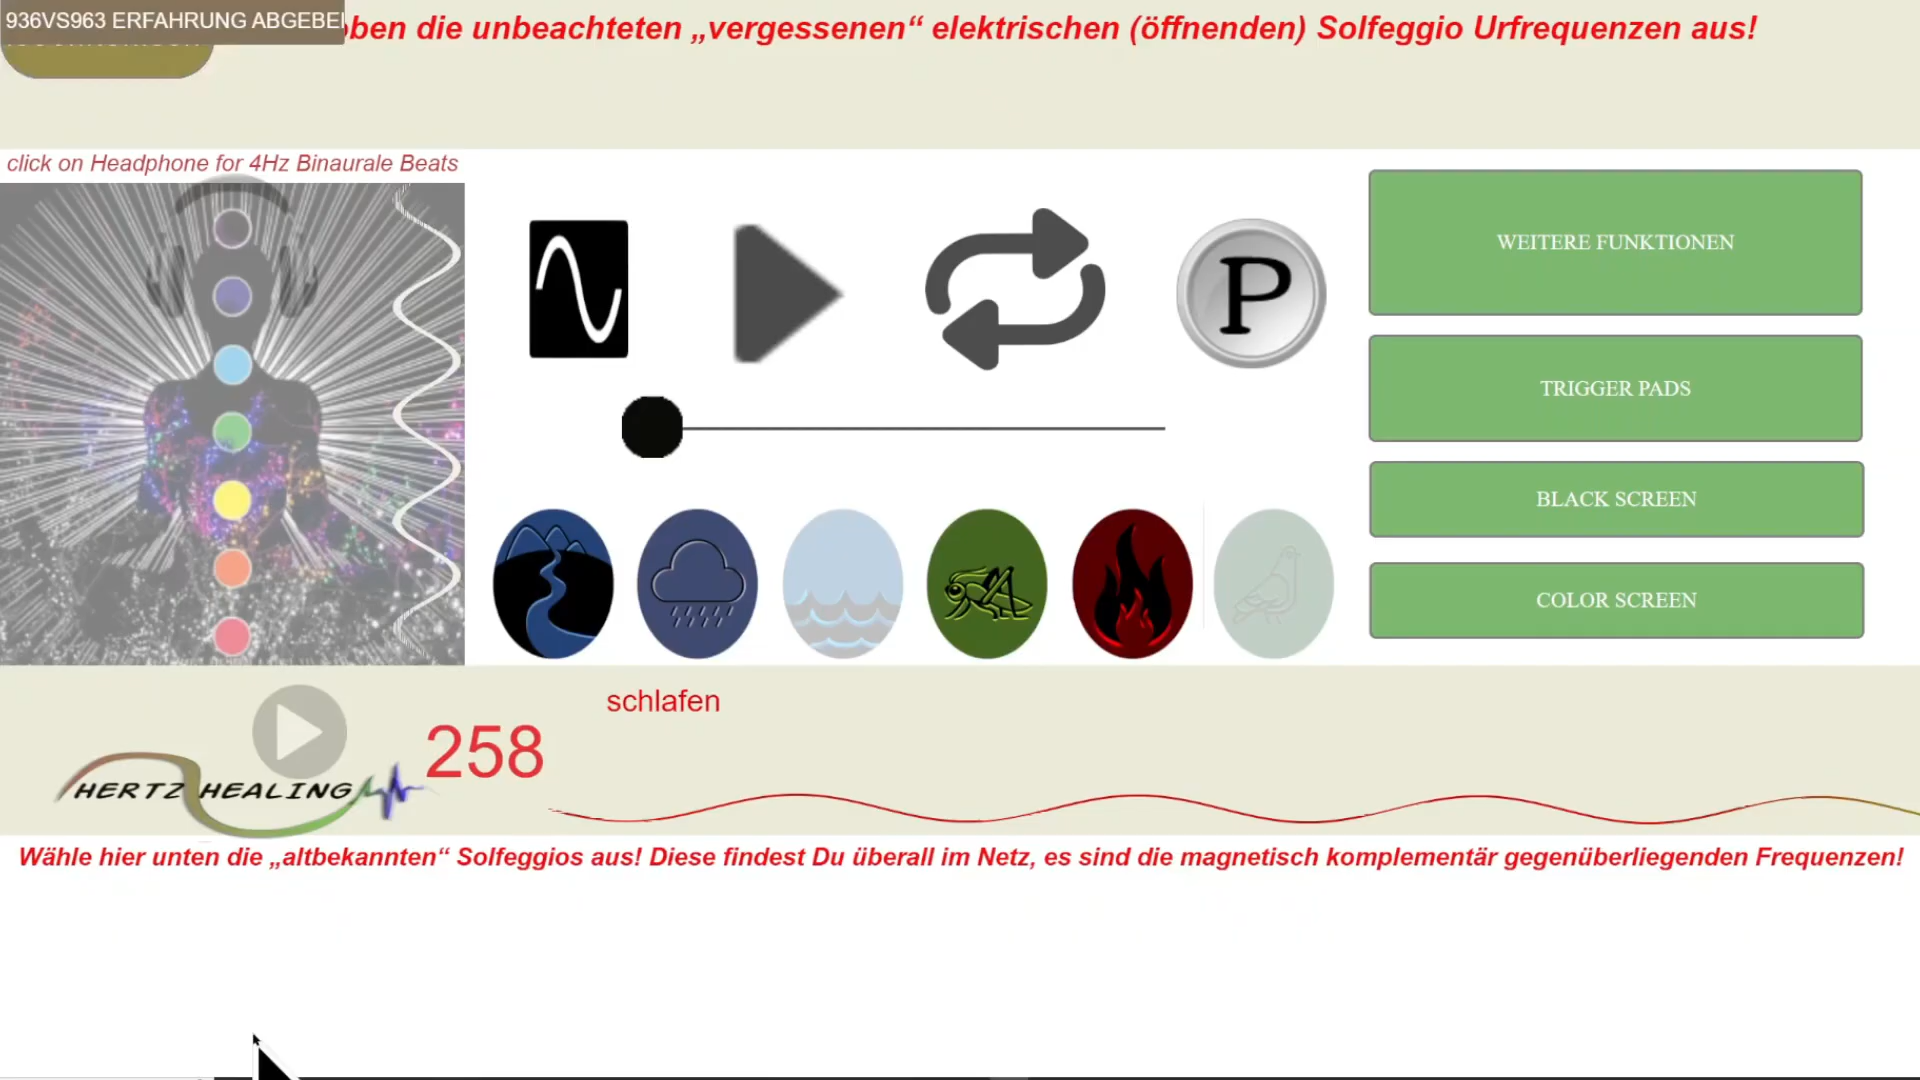 936VS963 ERFAHRUNG ABGEBE
ben die unbeachteten „vergessenen“ elektrischen (öffnenden) Solfeggio Urfrequenzen aus!
click on Headphone for 4Hz Binaurale Beats
P
WEITERE FUNKTIONEN
TRIGGER PADS
BLACK SCREEN
COLOR SCREEN
schlafen
258
HERTZ HEALING
Wähle hier unten die „altbekannten“ Solfeggios aus! Diese findest Du überall im Netz, es sind die magnetisch komplementär gegenüberliegenden Frequenzen!